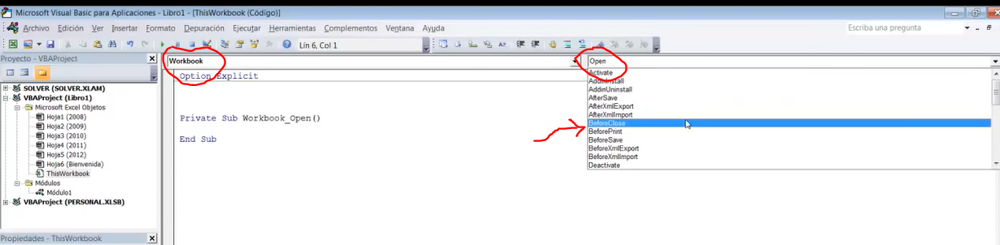 Microsoft Visual Basic para Aplicaciones - Libro1 - [ThisWorkbook (Código)]
Archivo Edición Ver Insertar Formato Depuración Ejecutar Herramientas Complementos Ventana Ayuda Escriba una pregunta
Lín 6, Col 1
Proyecto - VBAProject
Workbook
Open
SOLVER (SOLVER.XLAM)
VBAProject (Libro1)
Microsoft Excel Objetos
Hoja1 (2008)
Hoja2 (2009)
Hoja3 (2010)
Hoja4 (2011)
Hoja5 (2012)
Hoja6 (Bienvenida)
ThisWorkbook
Módulos
Módulo1
VBAProject (PERSONAL.XLSB)
Propiedades - ThisWorkbook
Option Explicit
Private Sub Workbook_Open()
End Sub
Activate
AddinInstall
AddinUninstall
AfterSave
AfterXmlExport
AfterXmlImport
BeforeClose
BeforePrint
BeforeSave
BeforeXmlExport
BeforeXmlImport
Deactivate